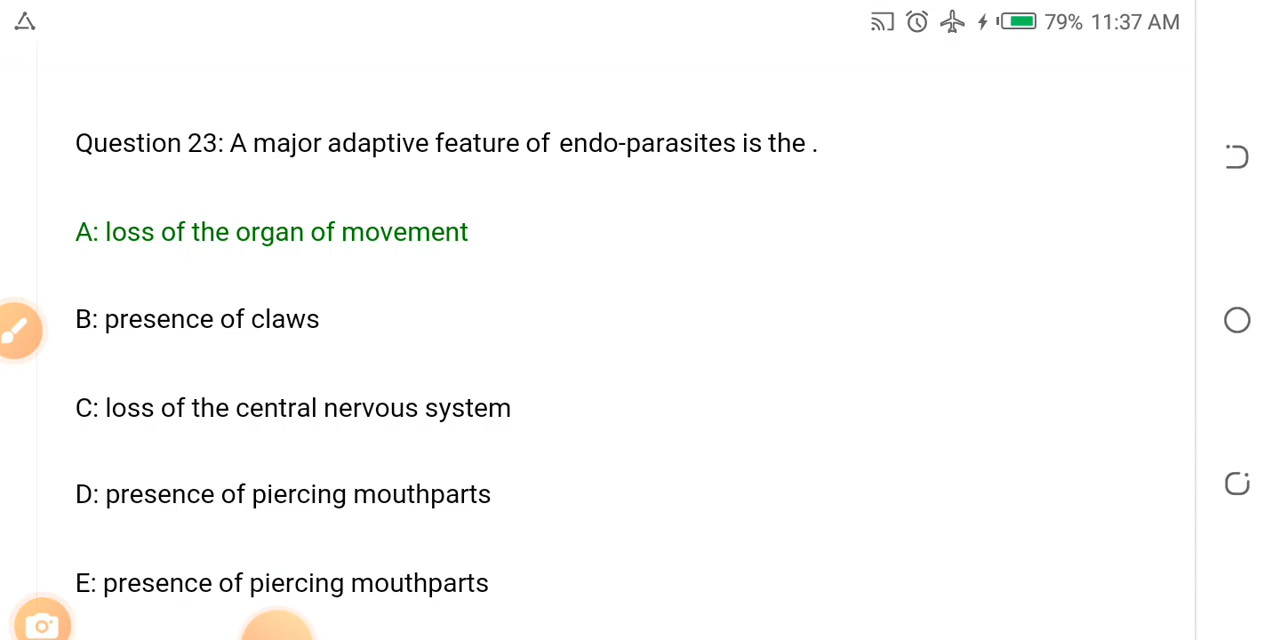 79% 11:37 AM
Question 23: A major adaptive feature of endo-parasites is the .
A: loss of the organ of movement
B: presence of claws
C: loss of the central nervous system
D: presence of piercing mouthparts
E: presence of piercing mouthparts